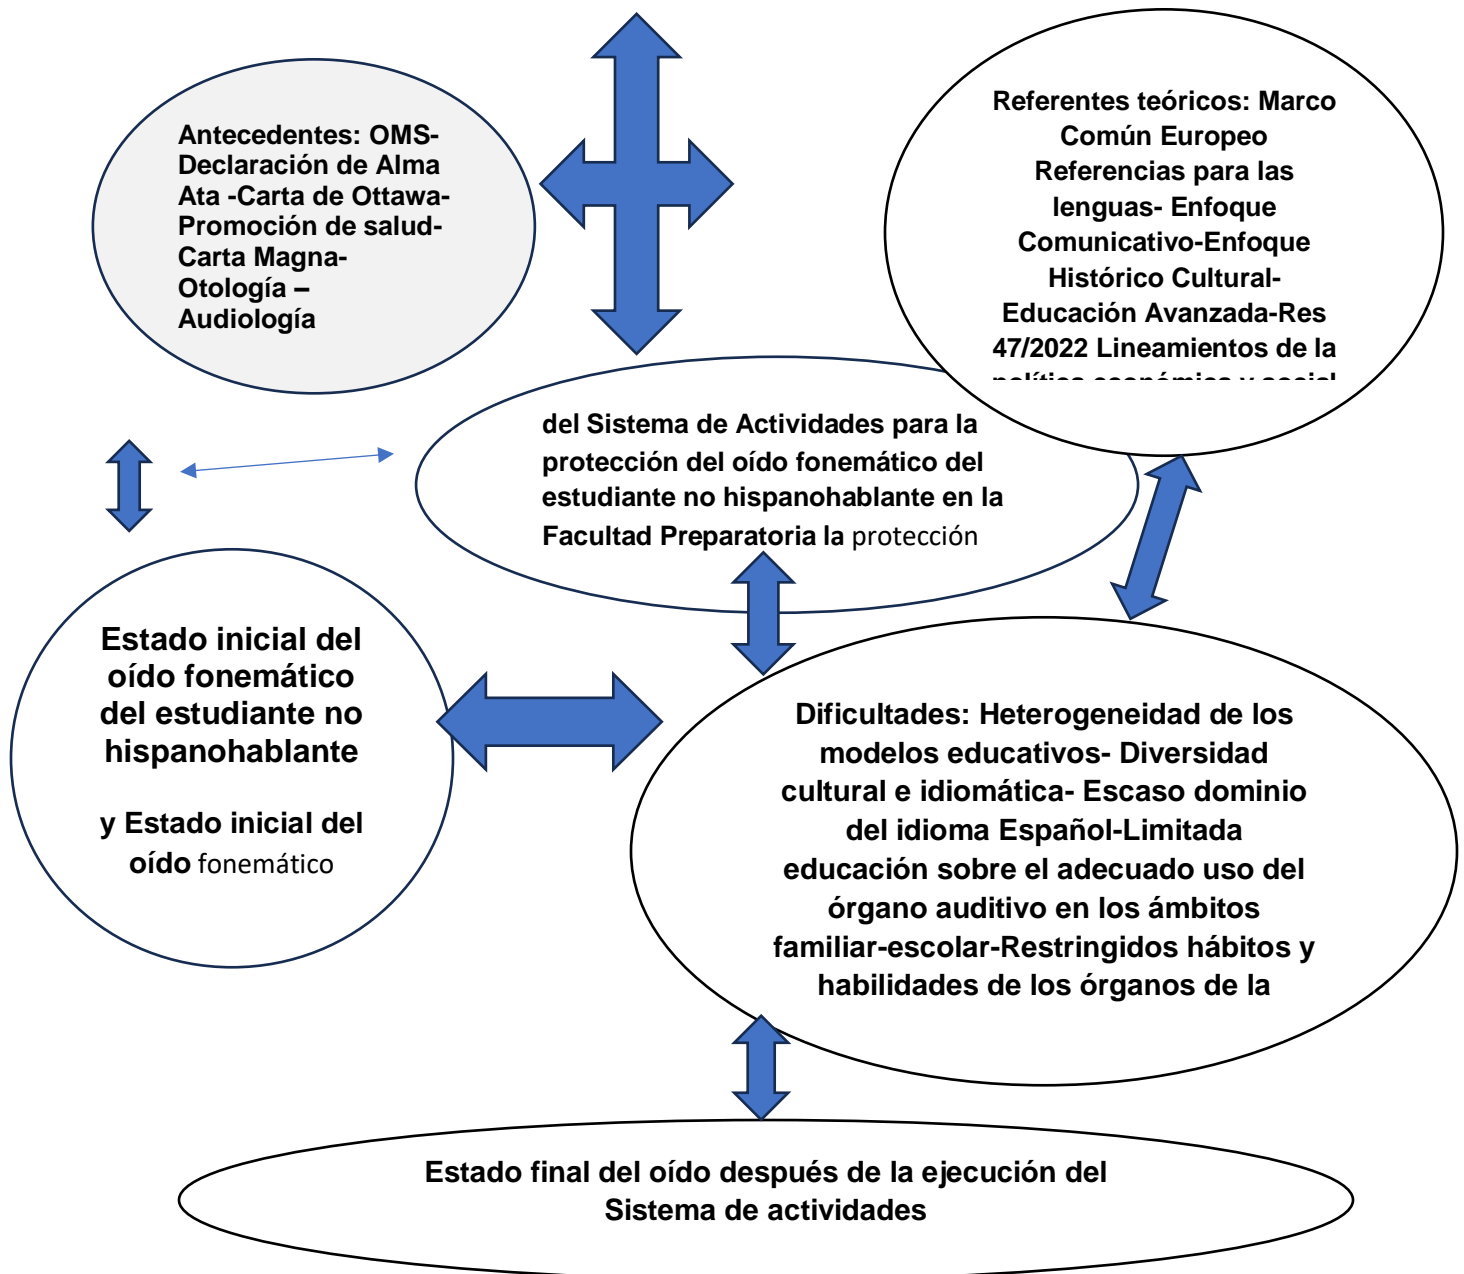 Antecedentes: OMS-
Declaración de Alma
Ata -Carta de Ottawa-
Promoción de salud-
Carta Magna-
Otología –
Audiología
Referentes teóricos: Marco
Común Europeo
Referencias para las
lenguas- Enfoque
Comunicativo-Enfoque
Histórico Cultural-
Educación Avanzada-Res
47/2022 Lineamientos de la
política económica y social
del Sistema de Actividades para la
protección del oído fonemático del
estudiante no hispanohablante en la
Facultad Preparatoria la protección
Estado inicial del
oído fonemático
del estudiante no
hispanohablante
y Estado inicial del
oído fonemático
Dificultades: Heterogeneidad de los
modelos educativos- Diversidad
cultural e idiomática- Escaso dominio
del idioma Español-Limitada
educación sobre el adecuado uso del
órgano auditivo en los ámbitos
familiar-escolar-Restringidos hábitos y
habilidades de los órganos de la
Estado final del oído después de la ejecución del
Sistema de actividades